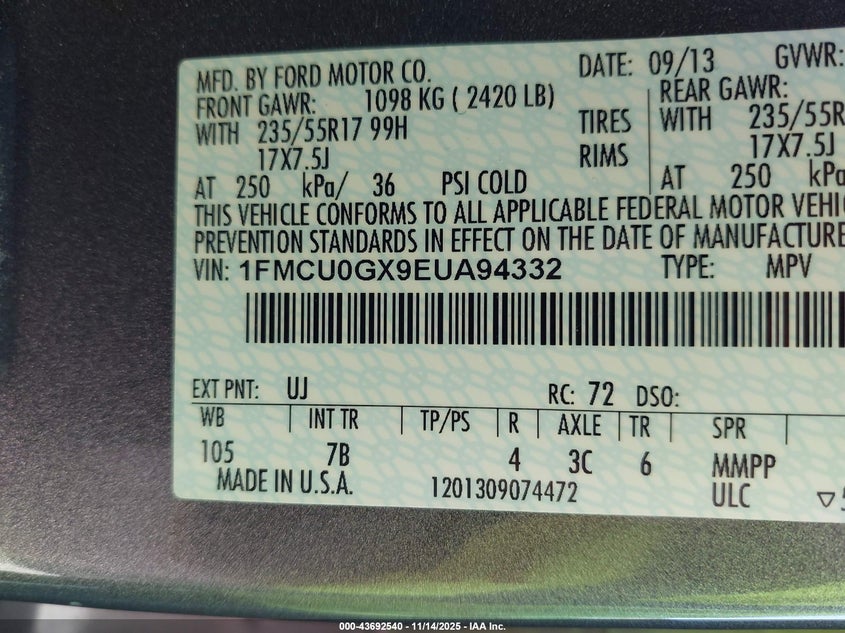 MFD. BY FORD MOTOR CO. DATE: 09/13 GVWR:
FRONT GAWR: 1098 KG ( 2420 LB) REAR GAWR:
WITH 235/55R17 99H TIRES WITH 235/55R
17X7.5J RIMS 17X7.5J
AT 250 kPa/ 36 PSI COLD AT 250 kPa
THIS VEHICLE CONFORMS TO ALL APPLICABLE FEDERAL MOTOR VEHI
PREVENTION STANDARDS IN EFFECT ON THE DATE OF MANUFACTURE
VIN: 1FMCU0GX9EUA94332 TYPE: MPV
EXT PNT: UJ RC: 72 DSO:
WB INT TR TP/PS R AXLE TR SPR
105 7B 4 3C 6 MMPP
MADE IN U.S.A. 1201309074472 ULC ▽5
000-43692540 - 11/14/2025 - IAA Inc.